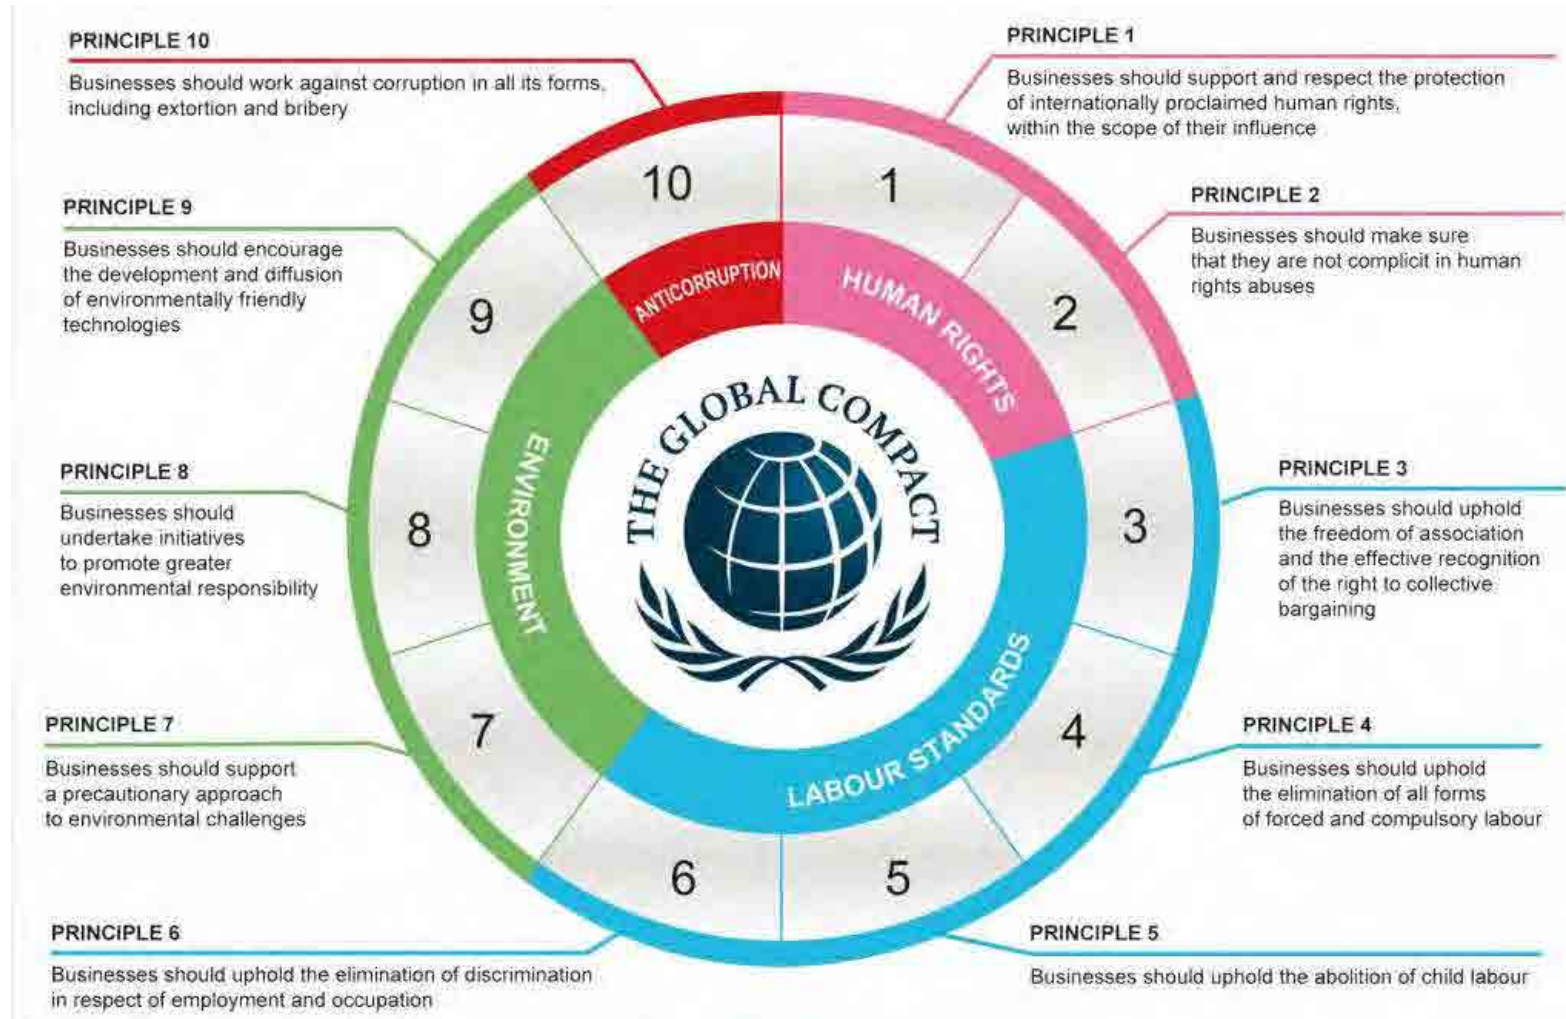 PRINCIPLE 10
Businesses should work against corruption in all its forms,
including extortion and bribery
PRINCIPLE 1
Businesses should support and respect the protection
of internationally proclaimed human rights,
within the scope of their influence
PRINCIPLE 9
Businesses should encourage
the development and diffusion
of environmentally friendly
technologies
PRINCIPLE 2
Businesses should make sure
that they are not complicit in human
rights abuses
PRINCIPLE 8
Businesses should
undertake initiatives
to promote greater
environmental responsibility
PRINCIPLE 3
Businesses should uphold
the freedom of association
and the effective recognition
of the right to collective
bargaining
PRINCIPLE 7
Businesses should support
a precautionary approach
to environmental challenges
PRINCIPLE 4
Businesses should uphold
the elimination of all forms
of forced and compulsory labour
PRINCIPLE 6
Businesses should uphold the elimination of discrimination
in respect of employment and occupation
PRINCIPLE 5
Businesses should uphold the abolition of child labour
10
1
2
3
4
5
6
7
8
9
ANTICORRUPTION
HUMAN RIGHTS
LABOUR STANDARDS
ENVIRONMENT
THE GLOBAL COMPACT